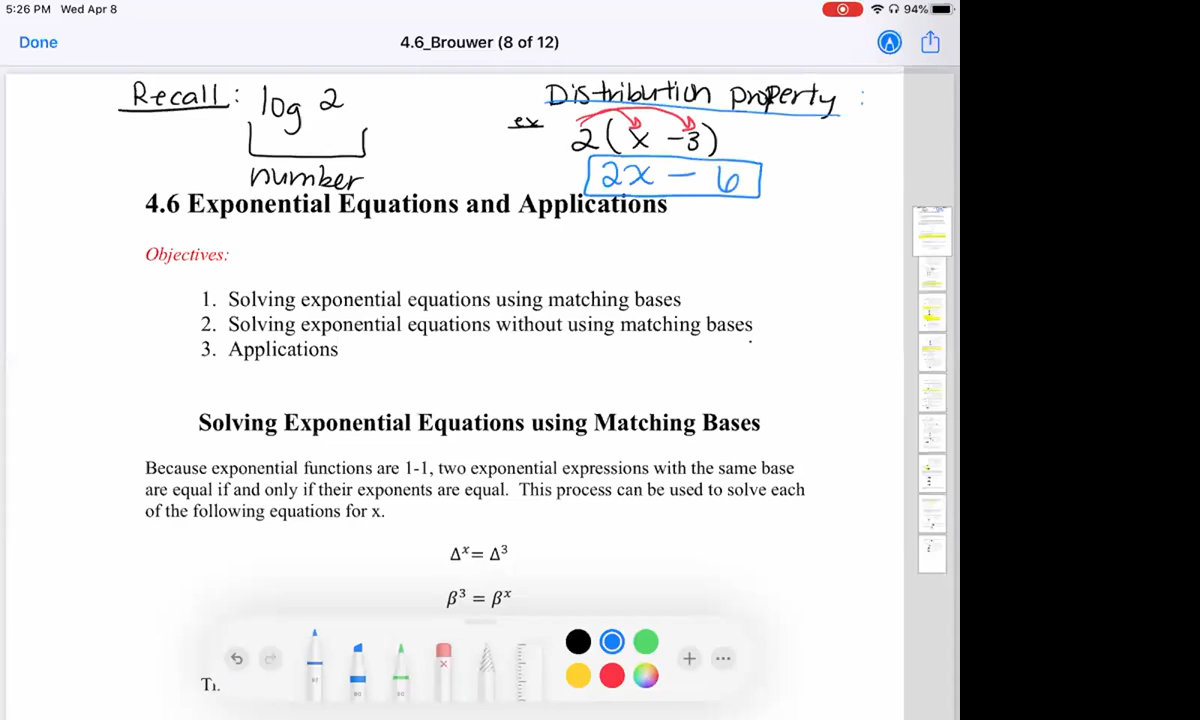 5:26 PM Wed Apr 8
94%
Done
4.6_Brouwer (8 of 12)
Recall: log 2
number
Distribution property :
ex 2(x -3)
2x - 6
4.6 Exponential Equations and Applications
Objectives:
1. Solving exponential equations using matching bases
2. Solving exponential equations without using matching bases
3. Applications
Solving Exponential Equations using Matching Bases
Because exponential functions are 1-1, two exponential expressions with the same base
are equal if and only if their exponents are equal. This process can be used to solve each
of the following equations for x.
Δˣ= Δ³
β³ = βˣ